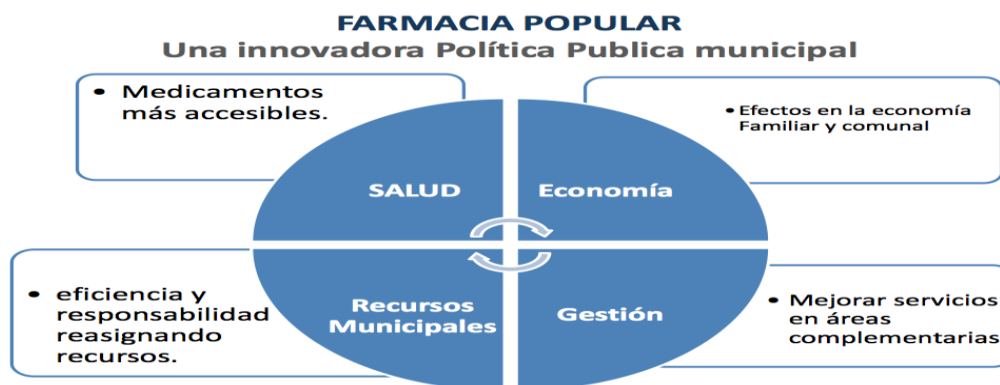 FARMACIA POPULAR
Una innovadora Política Publica municipal
• Medicamentos
más accesibles.
• Efectos en la economía
Familiar y comunal
SALUD
Economía
• eficiencia y
responsabilidad
reasignando
recursos.
Recursos
Municipales
Gestión
• Mejorar servicios
en áreas
complementarias